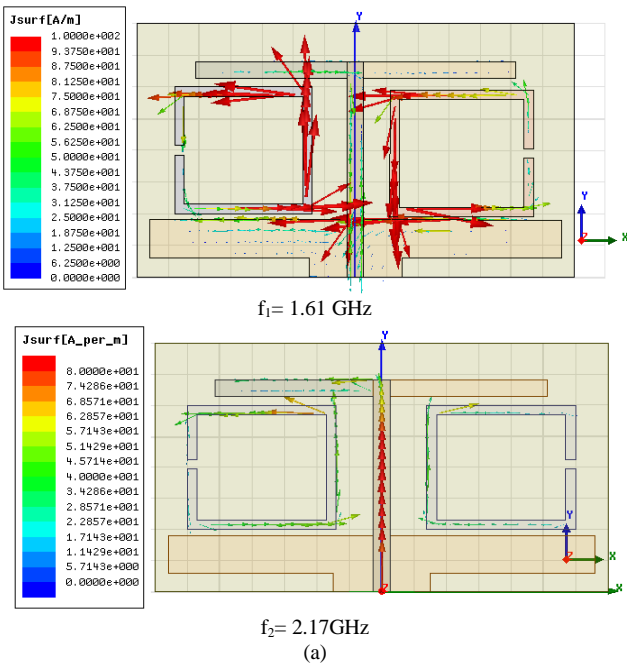 Jsurf[A/m]
1.0000e+002
9.3750e+001
8.7500e+001
8.1250e+001
7.5000e+001
6.8750e+001
6.2500e+001
5.6250e+001
5.0000e+001
4.3750e+001
3.7500e+001
3.1250e+001
2.5000e+001
1.8750e+001
1.2500e+001
6.2500e+000
0.0000e+000
Y
Y
X
Z
f1= 1.61 GHz
Jsurf[A_per_m]
8.0000e+001
7.4286e+001
6.8571e+001
6.2857e+001
5.7143e+001
5.1429e+001
4.5714e+001
4.0000e+001
3.4286e+001
2.8571e+001
2.2857e+001
1.7143e+001
1.1429e+001
5.7143e+000
0.0000e+000
Y
Y
X
Z
X
f2= 2.17GHz
(a)